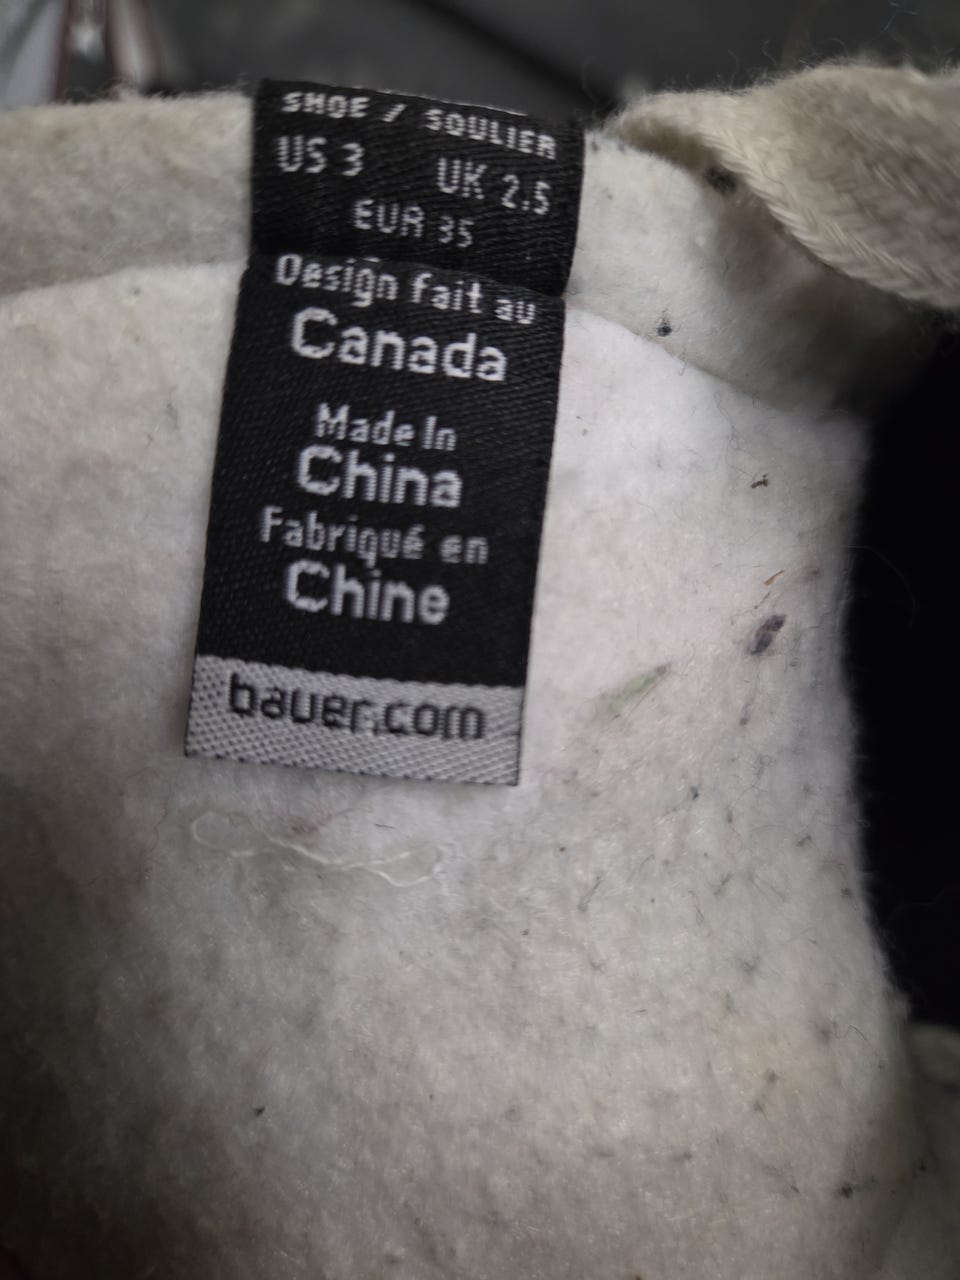 SHOE / SOULIER
US 3 UK 2.5
EUR 35
Design fait au
Canada
Made In
China
Fabriqué en
Chine
bauer.com